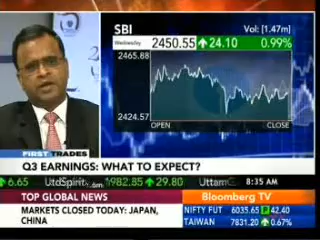 SBI
Vol: [1.47m]
Wednesday
2450.55 24.10 0.99%
2465.88
2424.57
OPEN
CLOSE
FIRST TRADES
Q3 EARNINGS: WHAT TO EXPECT?
6.65 UtdSpirit 1982.85 29.80 Uttam
8:35 AM
TOP GLOBAL NEWS
Bloomberg TV
MARKETS CLOSED TODAY: JAPAN,
CHINA
NIFTY FUT 6035.65 42.40
TAIWAN 7831.20 0.67%